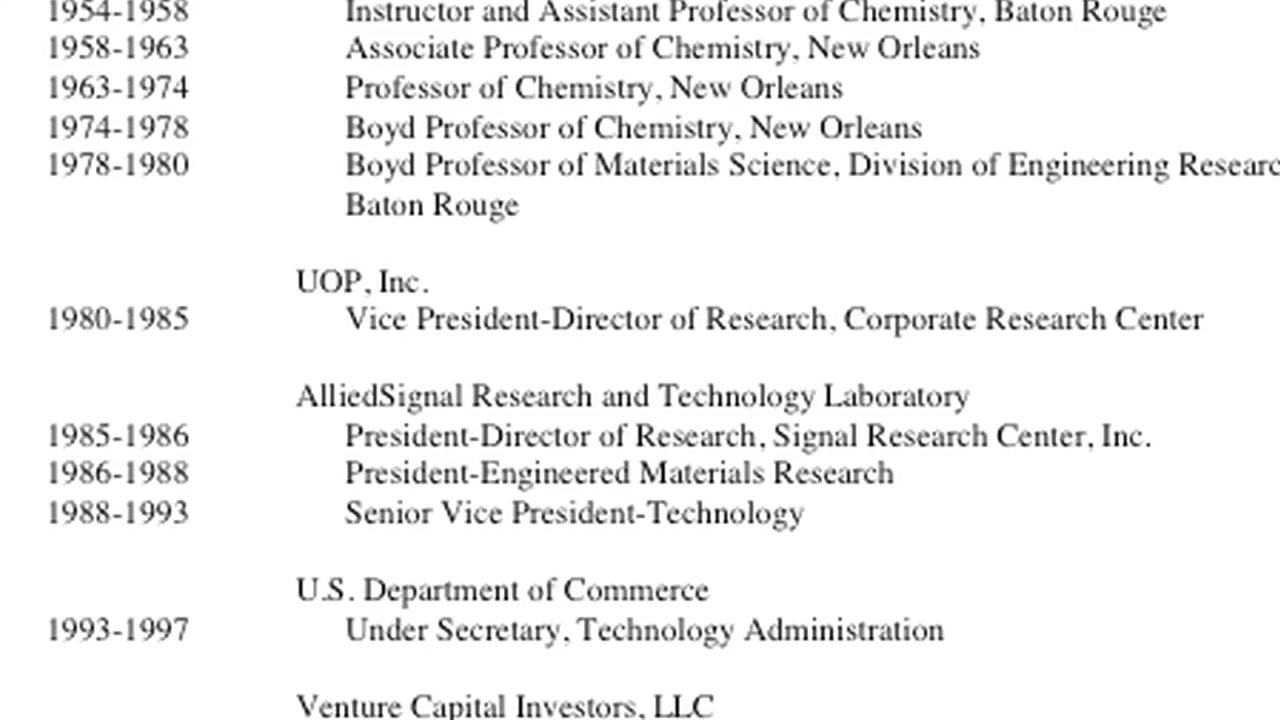 1954-1958 Instructor and Assistant Professor of Chemistry, Baton Rouge
1958-1963 Associate Professor of Chemistry, New Orleans
1963-1974 Professor of Chemistry, New Orleans
1974-1978 Boyd Professor of Chemistry, New Orleans
1978-1980 Boyd Professor of Materials Science, Division of Engineering Researc
Baton Rouge
UOP, Inc.
1980-1985 Vice President-Director of Research, Corporate Research Center
AlliedSignal Research and Technology Laboratory
1985-1986 President-Director of Research, Signal Research Center, Inc.
1986-1988 President-Engineered Materials Research
1988-1993 Senior Vice President-Technology
U.S. Department of Commerce
1993-1997 Under Secretary, Technology Administration
Venture Capital Investors, LLC